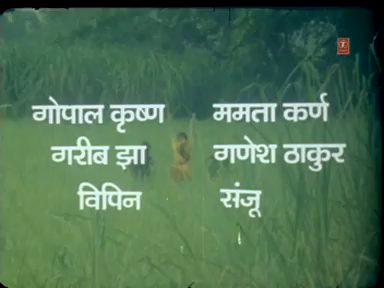 गोपाल कृष्ण ममता कर्ण
गरीब झा गणेश ठाकुर
विपिन संजू